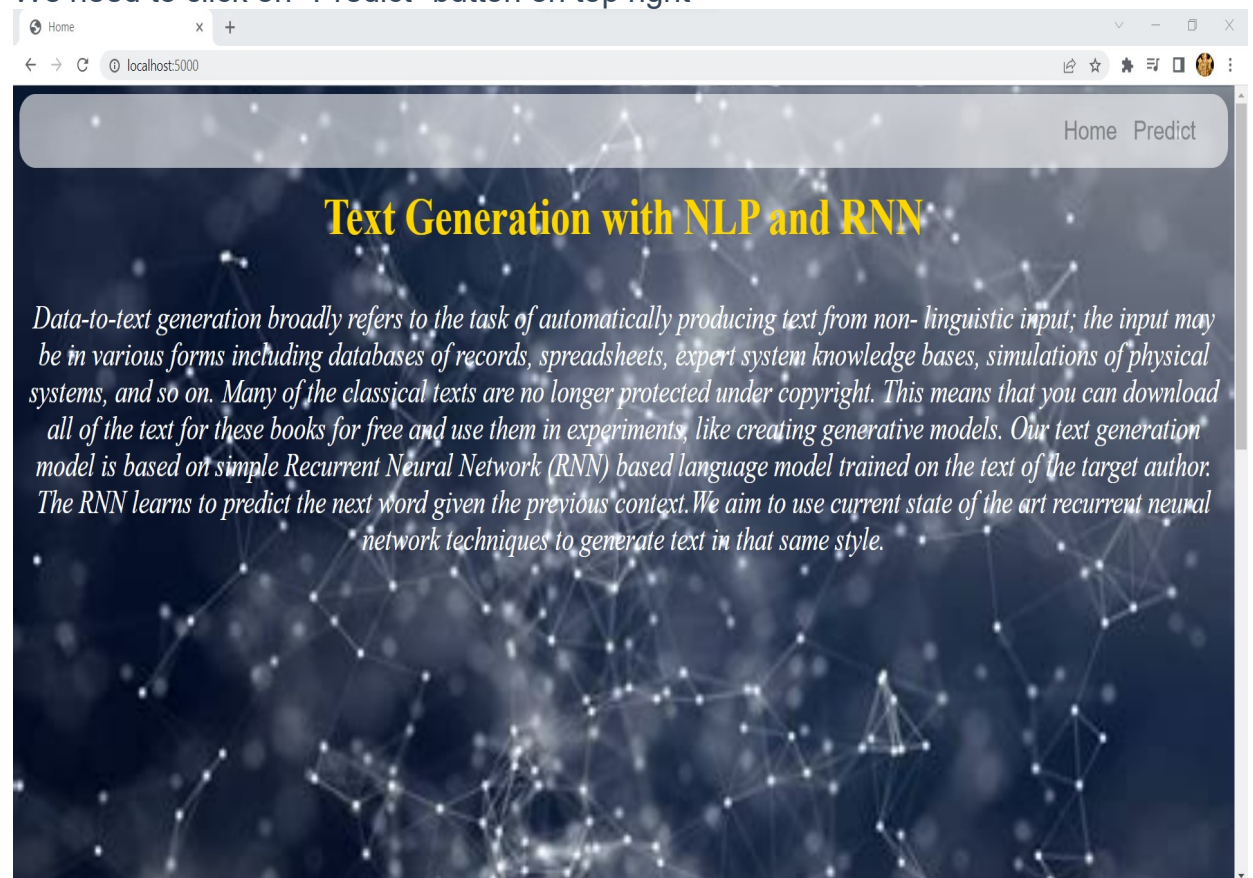 We need to click on "Predict" button on top right
Home
localhost:5000
Home Predict
Text Generation with NLP and RNN
Data-to-text generation broadly refers to the task of automatically producing text from non- linguistic input; the input may
be in various forms including databases of records, spreadsheets, expert system knowledge bases, simulations of physical
systems, and so on. Many of the classical texts are no longer protected under copyright. This means that you can download
all of the text for these books for free and use them in experiments, like creating generative models. Our text generation
model is based on simple Recurrent Neural Network (RNN) based language model trained on the text of the target author.
The RNN learns to predict the next word given the previous context.We aim to use current state of the art recurrent neural
network techniques to generate text in that same style.